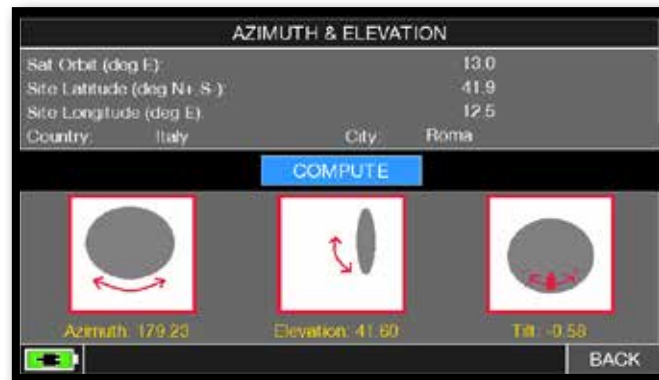 AZIMUTH & ELEVATION
Sat Orbit (deg E): 13.0
Site Latitude (deg N+ S-): 41.9
Site Longitude (deg E): 12.5
Country: Italy City: Roma
COMPUTE
Azimuth: 179.23 Elevation: 41.60 Tilt: -0.58
BACK